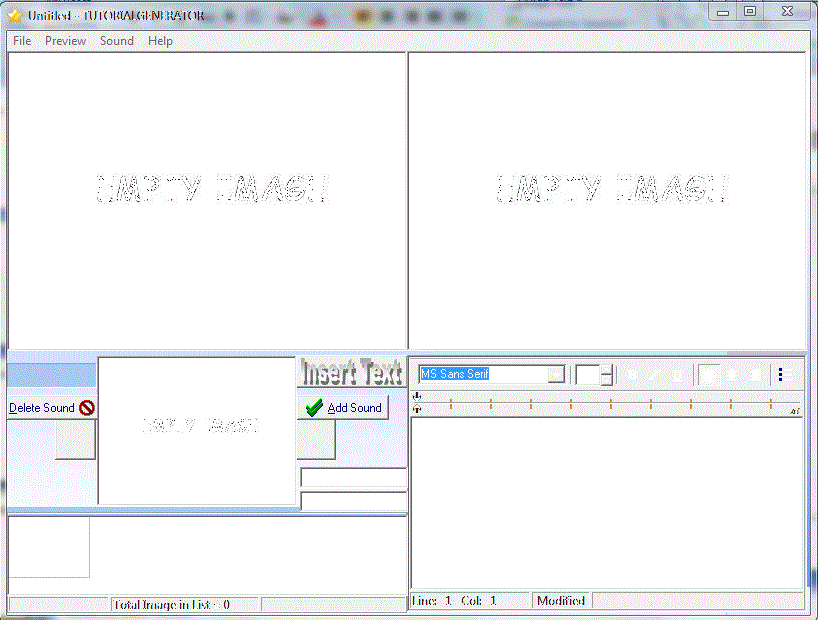 Untitled - TUTORIALGENERATOR
File Preview Sound Help
EMPTY IMAGE
EMPTY IMAGE
Insert Text
MS Sans Serif
Delete Sound
Add Sound
EMPTY IMAGE
Line: 1 Col: 1
Modified
Total Image in List : 0